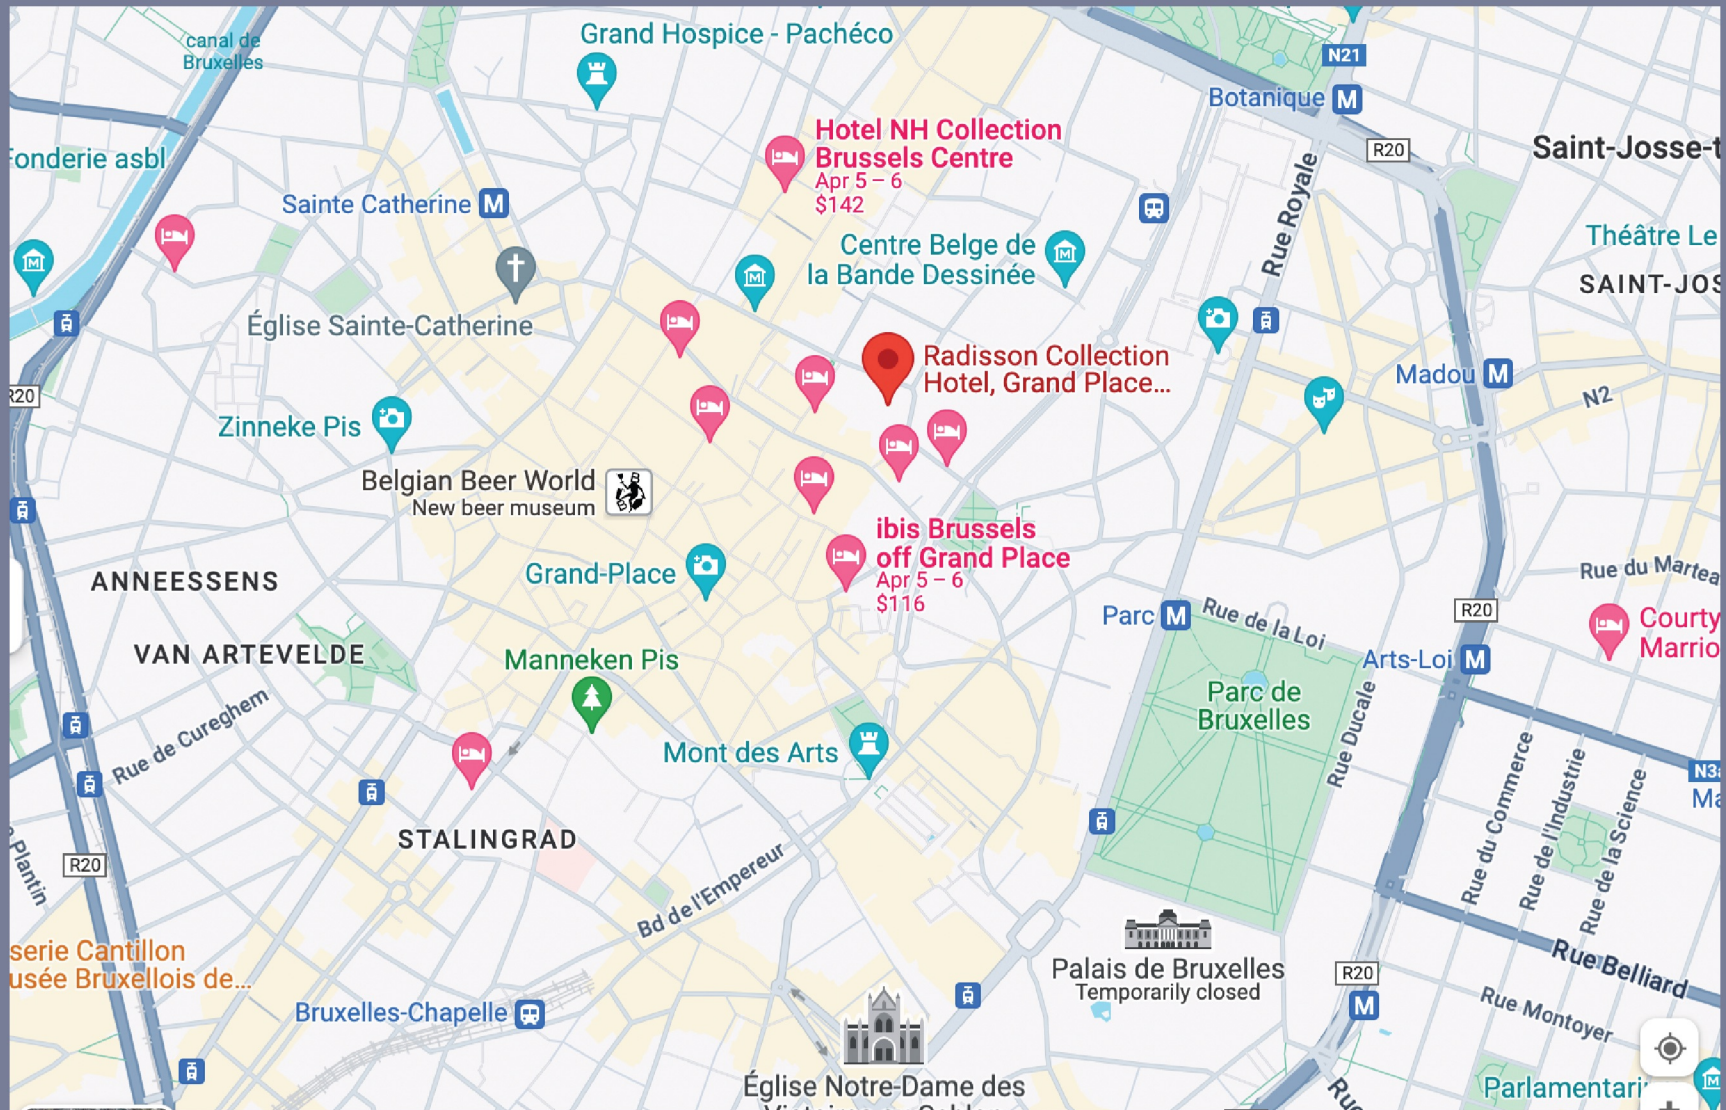 canal de
Bruxelles
Grand Hospice - Pachéco
N21
Botanique M
R20
Hotel NH Collection
Brussels Centre
Apr 5 – 6
$142
Fonderie asbl
Saint-Josse-t
Sainte Catherine M
Rue Royale
Centre Belge de
la Bande Dessinée
Théâtre Le
SAINT-JOS
Église Sainte-Catherine
Radisson Collection
Hotel, Grand Place...
Madou M
R20
N2
Zinneke Pis
Belgian Beer World
New beer museum
ibis Brussels
off Grand Place
Apr 5 – 6
$116
Grand-Place
ANNEESSENS
Rue du Martea
R20
Parc M
Rue de la Loi
Courty
Marrio
VAN ARTEVELDE
Manneken Pis
Arts-Loi M
Parc de
Bruxelles
Rue Ducale
Rue de Cureghem
Mont des Arts
N3
Ma
Rue du Commerce
Rue de l'Industrie
Rue de la Science
STALINGRAD
R20
Plantin
Bd de l'Empereur
serie Cantillon
usée Bruxellois de...
Palais de Bruxelles
Temporarily closed
Rue Belliard
R20
M
Rue Montoyer
Bruxelles-Chapelle
Église Notre-Dame des
Parlamentari
Rue